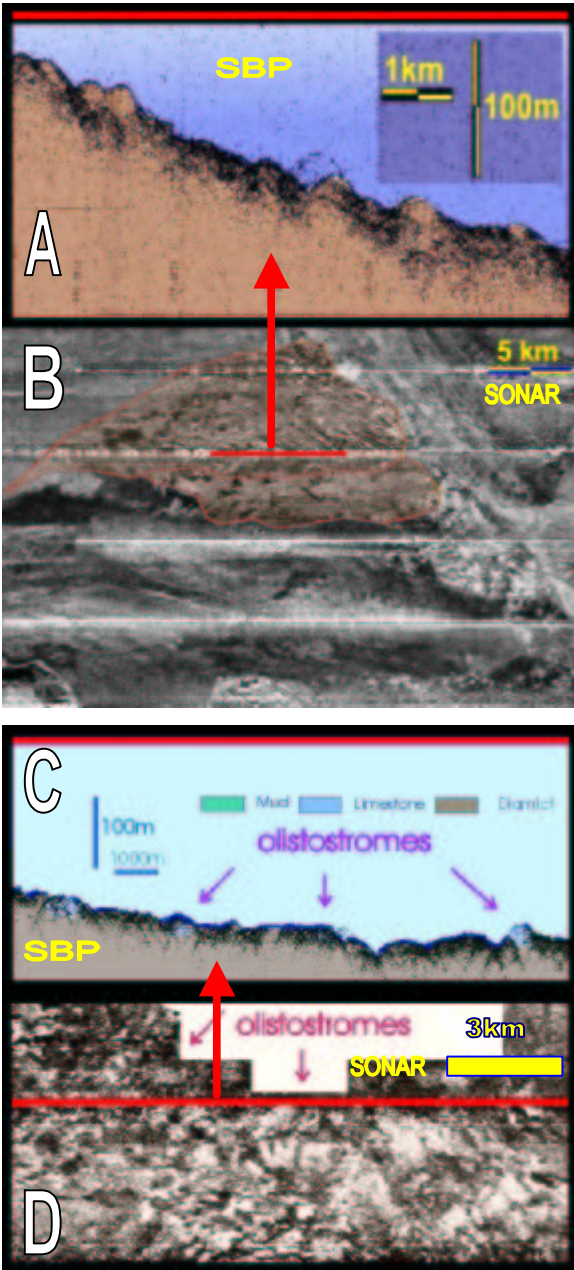 SBP
1km
100m
A
B
5 km
SONAR
C
Mud Limestone Diamict
100m
1000m
olistostromes
SBP
olistostromes
3km
SONAR
D